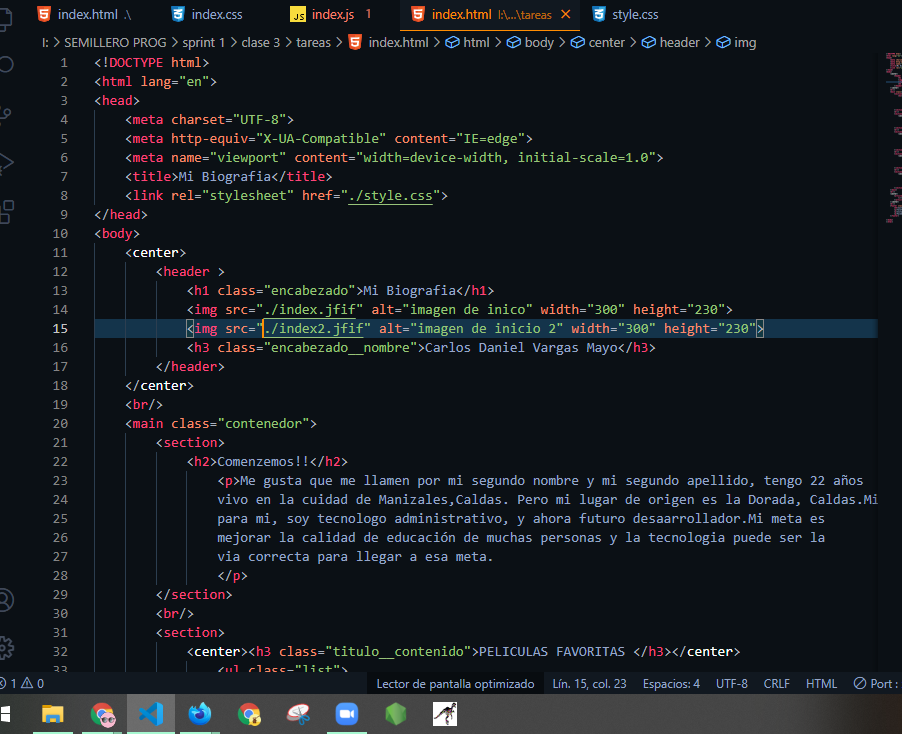 index.html .\ index.css JS index.js 1 index.html I:\...\tareas style.css
I: > SEMILLERO PROG > sprint 1 > clase 3 > tareas > index.html > html > body > center > header > img
1 <!DOCTYPE html>
2 <html lang="en">
3 <head>
4 <meta charset="UTF-8">
5 <meta http-equiv="X-UA-Compatible" content="IE=edge">
6 <meta name="viewport" content="width=device-width, initial-scale=1.0">
7 <title>Mi Biografia</title>
8 <link rel="stylesheet" href="./style.css">
9 </head>
10 <body>
11 <center>
12 <header >
13 <h1 class="encabezado">Mi Biografia</h1>
14 <img src="./index.jfif" alt="imagen de inico" width="300" height="230">
15 <img src="./index2.jfif" alt="imagen de inicio 2" width="300" height="230">
16 <h3 class="encabezado__nombre">Carlos Daniel Vargas Mayo</h3>
17 </header>
18 </center>
19 <br/>
20 <main class="contenedor">
21 <section>
22 <h2>Comenzemos!!</h2>
23 <p>Me gusta que me llamen por mi segundo nombre y mi segundo apellido, tengo 22 años
24 vivo en la cuidad de Manizales,Caldas. Pero mi lugar de origen es la Dorada, Caldas.Mi
25 para mi, soy tecnologo administrativo, y ahora futuro desaarrollador.Mi meta es
26 mejorar la calidad de educación de muchas personas y la tecnologia puede ser la
27 via correcta para llegar a esa meta.
28 </p>
29 </section>
30 <br/>
31 <section>
32 <center><h3 class="titulo__contenido">PELICULAS FAVORITAS </h3></center>
33 <ul class="list">
1 0 Lector de pantalla optimizado Lín. 15, col. 23 Espacios: 4 UTF-8 CRLF HTML Port :